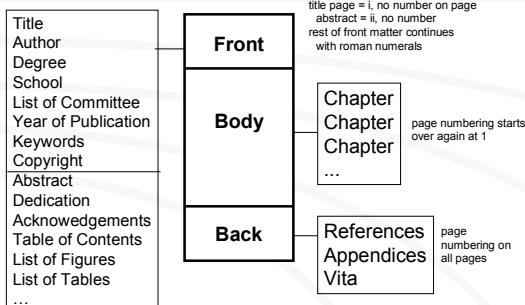 title page = i, no number on page
abstract = ii, no number
rest of front matter continues
with roman numerals
Title
Author
Degree
School
List of Committee
Year of Publication
Keywords
Copyright
Abstract
Dedication
Acknowedgements
Table of Contents
List of Figures
List of Tables
...
Front
Body
Back
Chapter
Chapter
Chapter
...
page numbering starts
over again at 1
References
Appendices
Vita
page
numbering on
all pages